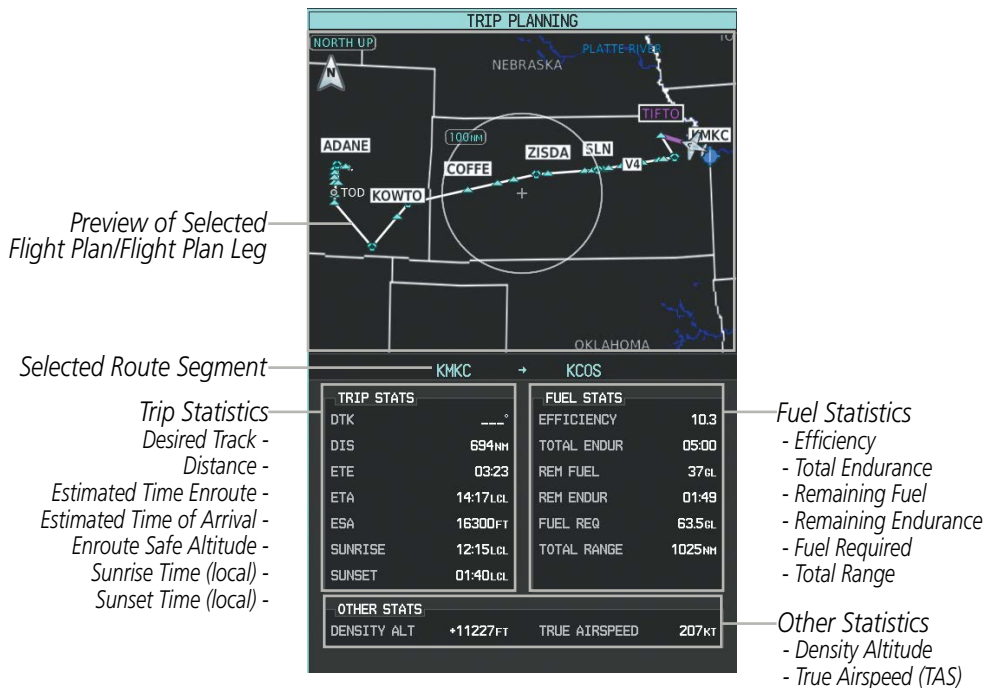 TRIP PLANNING
NORTH UP
N
NEBRASKA
PLATTE RIVER
IO
TIFTO
KMKC
100NM
ADANE
ZISDA
SLN
V4
COFFE
TOD
KOWTO
OKLAHOMA
Preview of Selected
Flight Plan/Flight Plan Leg
Selected Route Segment
KMKC → KCOS
TRIP STATS
DTK ___°
DIS 694NM
ETE 03:23
ETA 14:17LCL
ESA 16300FT
SUNRISE 12:15LCL
SUNSET 01:40LCL
FUEL STATS
EFFICIENCY 10.3
TOTAL ENDUR 05:00
REM FUEL 37GL
REM ENDUR 01:49
FUEL REQ 63.5GL
TOTAL RANGE 1025NM
OTHER STATS
DENSITY ALT +11227FT TRUE AIRSPEED 207KT
Trip Statistics
Desired Track -
Distance -
Estimated Time Enroute -
Estimated Time of Arrival -
Enroute Safe Altitude -
Sunrise Time (local) -
Sunset Time (local) -
Fuel Statistics
- Efficiency
- Total Endurance
- Remaining Fuel
- Remaining Endurance
- Fuel Required
- Total Range
Other Statistics
- Density Altitude
- True Airspeed (TAS)